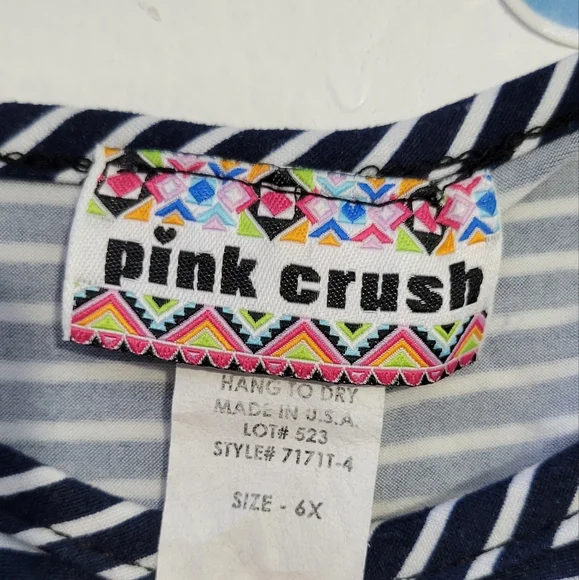 pink crush
HANG TO DRY
MADE IN U.S.A.
LOT# 523
STYLE# 7171T-4
SIZE - 6X